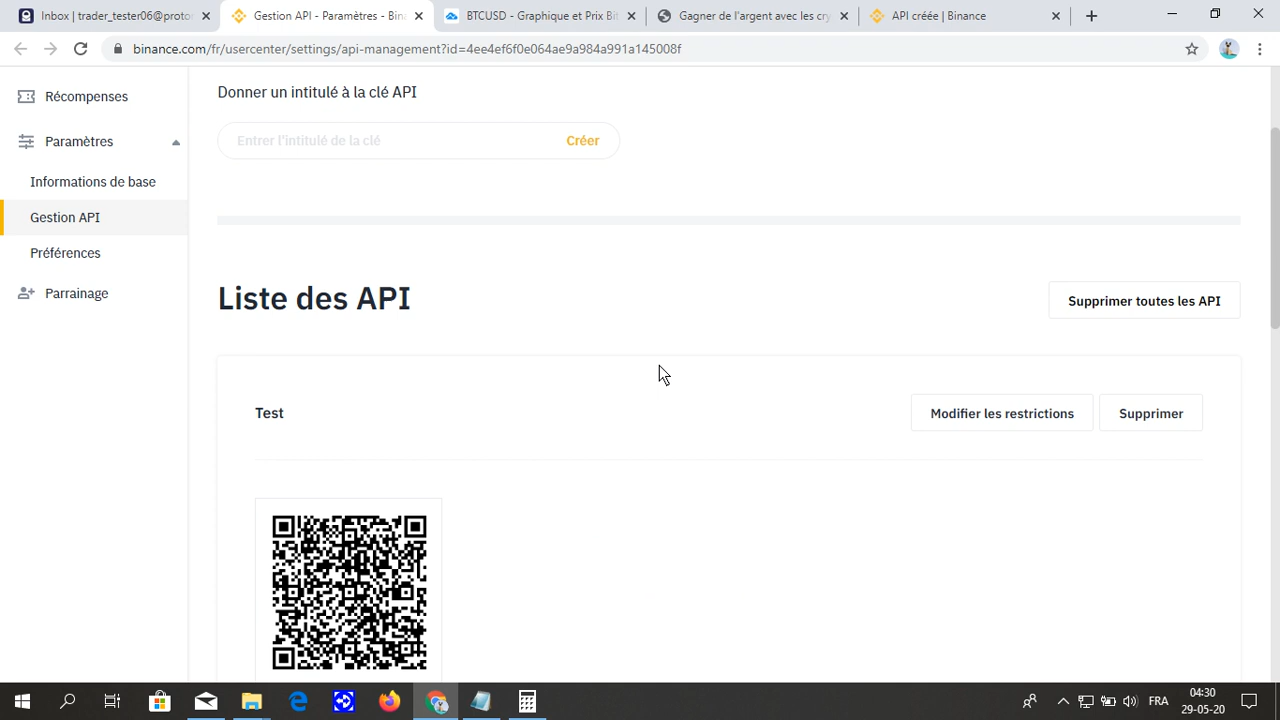 Inbox | trader_tester06@proton
Gestion API - Paramètres - Bina
BTCUSD - Graphique et Prix Bit
Gagner de l'argent avec les cry
API créée | Binance
binance.com/fr/usercenter/settings/api-management?id=4ee4ef6f0e064ae9a984a991a145008f
Récompenses
Paramètres
Informations de base
Gestion API
Préférences
Parrainage
Donner un intitulé à la clé API
Entrer l'intitulé de la clé
Créer
Liste des API
Supprimer toutes les API
Test
Modifier les restrictions
Supprimer
FRA
04:30
29-05-20